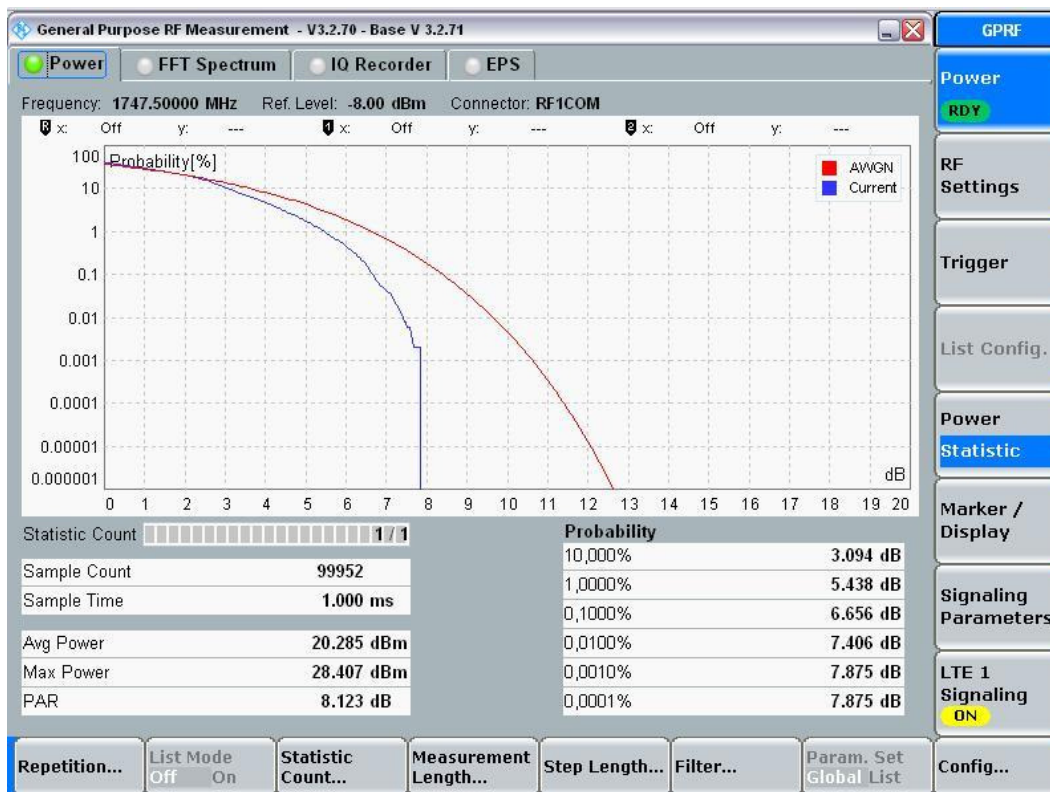 General Purpose RF Measurement - V3.2.70 - Base V 3.2.71
GPRF
Power FFT Spectrum IQ Recorder EPS
Frequency: 1747.50000 MHz Ref. Level: -8.00 dBm Connector: RF1COM
R x: Off y: --- 1 x: Off y: --- 2 x: Off y: ---
Probability[%]
AWGN
Current
100
10
1
0.1
0.01
0.001
0.0001
0.00001
0.000001
dB
0 1 2 3 4 5 6 7 8 9 10 11 12 13 14 15 16 17 18 19 20
Statistic Count 1 / 1
Sample Count 99952
Sample Time 1.000 ms
Avg Power 20.285 dBm
Max Power 28.407 dBm
PAR 8.123 dB
Probability
10,000% 3.094 dB
1,0000% 5.438 dB
0,1000% 6.656 dB
0,0100% 7.406 dB
0,0010% 7.875 dB
0,0001% 7.875 dB
Power
RDY
RF
Settings
Trigger
List Config.
Power
Statistic
Marker /
Display
Signaling
Parameters
LTE 1
Signaling
ON
Repetition...
List Mode
Off On
Statistic
Count...
Measurement
Length...
Step Length...
Filter...
Param. Set
Global List
Config...